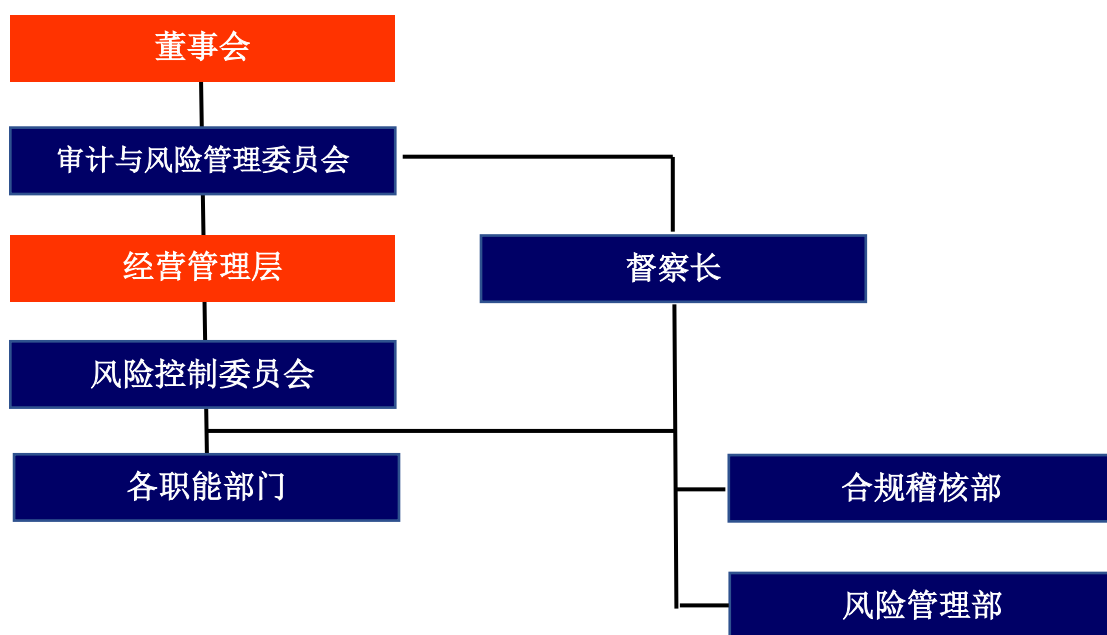 董事会
审计与风险管理委员会
经营管理层
督察长
风险控制委员会
各职能部门
合规稽核部
风险管理部